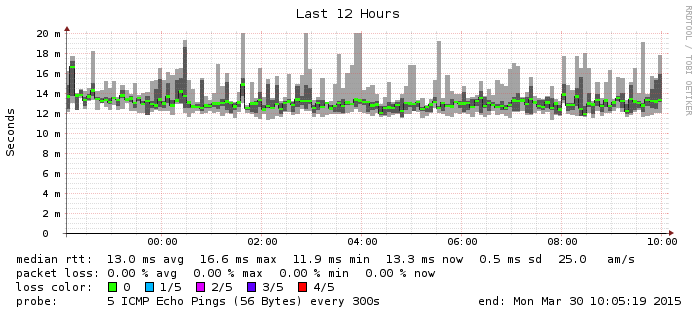 Last 12 Hours
RRDTOOL / TOBI OETIKER
Seconds
20 m
18 m
16 m
14 m
12 m
10 m
8 m
6 m
4 m
2 m
0
00:00 02:00 04:00 06:00 08:00 10:00
median rtt: 13.0 ms avg 16.6 ms max 11.9 ms min 13.3 ms now 0.5 ms sd 25.0 am/s
packet loss: 0.00 % avg 0.00 % max 0.00 % min 0.00 % now
loss color: 0 1/5 2/5 3/5 4/5
probe: 5 ICMP Echo Pings (56 Bytes) every 300s end: Mon Mar 30 10:05:19 2015